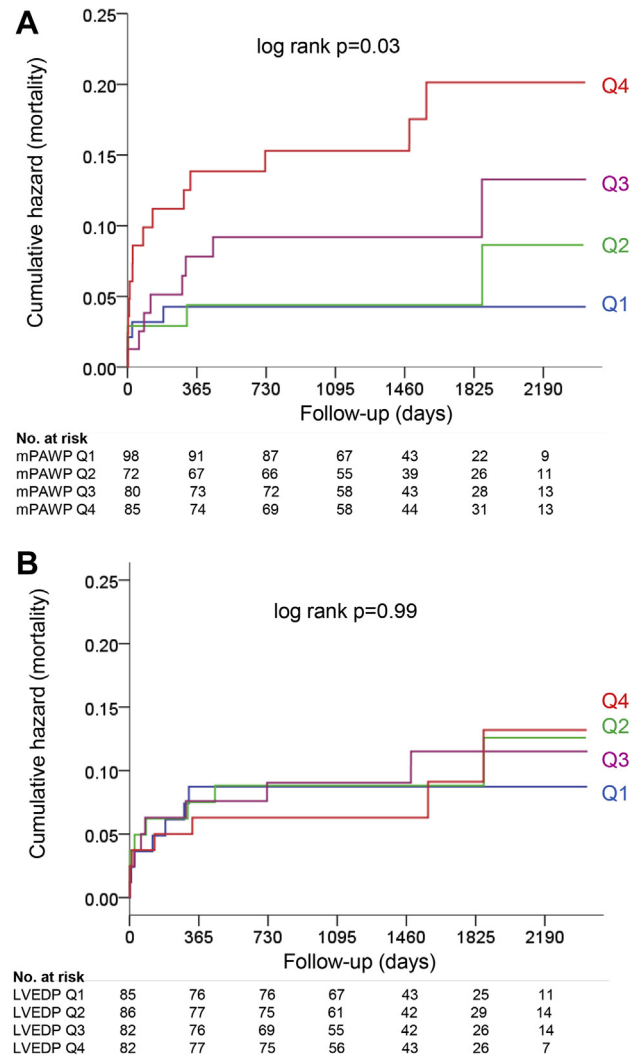 A
log rank p=0.03
0.25
0.20
0.15
0.10
0.05
0.00
Cumulative hazard (mortality)
Q4
Q3
Q2
Q1
0 365 730 1095 1460 1825 2190
Follow-up (days)
No. at risk
mPAWP Q1 98 91 87 67 43 22 9
mPAWP Q2 72 67 66 55 39 26 11
mPAWP Q3 80 73 72 58 43 28 13
mPAWP Q4 85 74 69 58 44 31 13
B
log rank p=0.99
0.25
0.20
0.15
0.10
0.05
0.00
Cumulative hazard (mortality)
Q4
Q2
Q3
Q1
0 365 730 1095 1460 1825 2190
Follow-up (days)
No. at risk
LVEDP Q1 85 76 76 67 43 25 11
LVEDP Q2 86 77 75 61 42 29 14
LVEDP Q3 82 76 69 55 42 26 14
LVEDP Q4 82 77 75 56 43 26 7